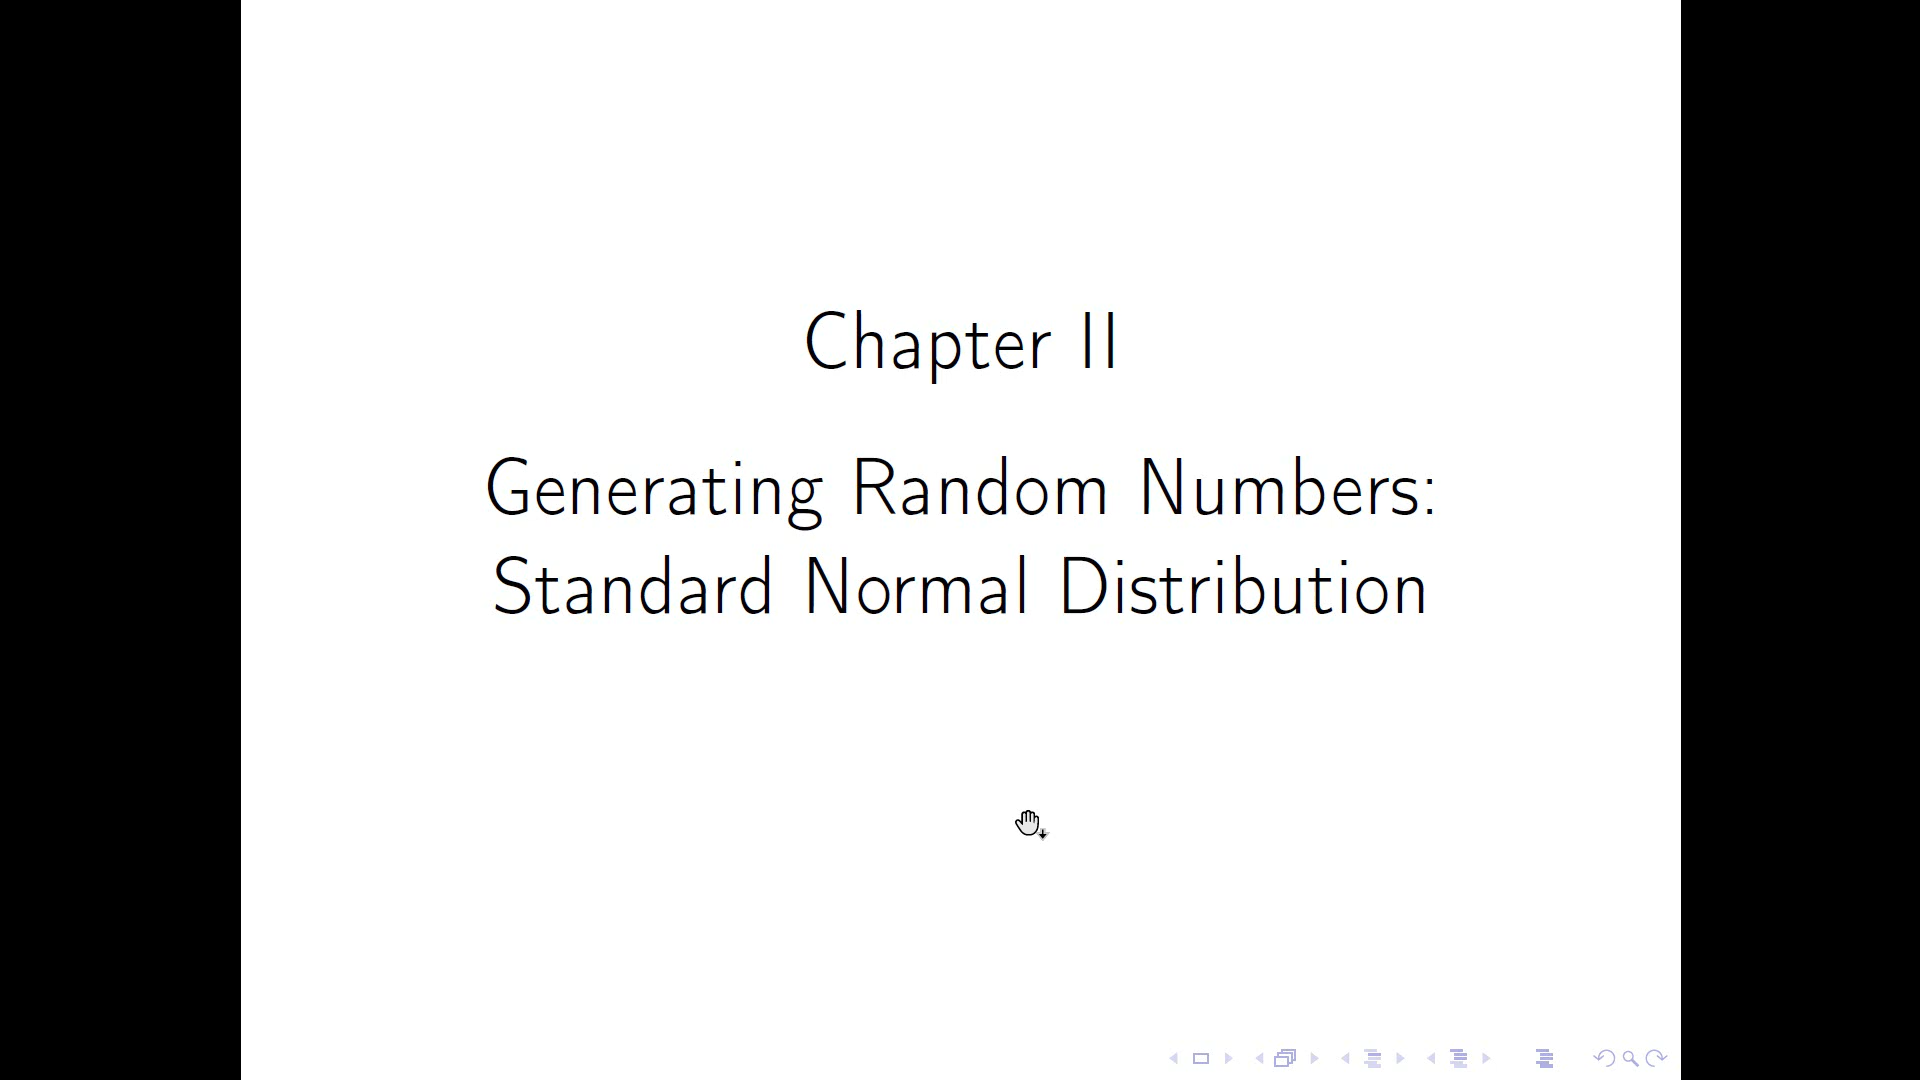 Chapter II
Generating Random Numbers:
Standard Normal Distribution